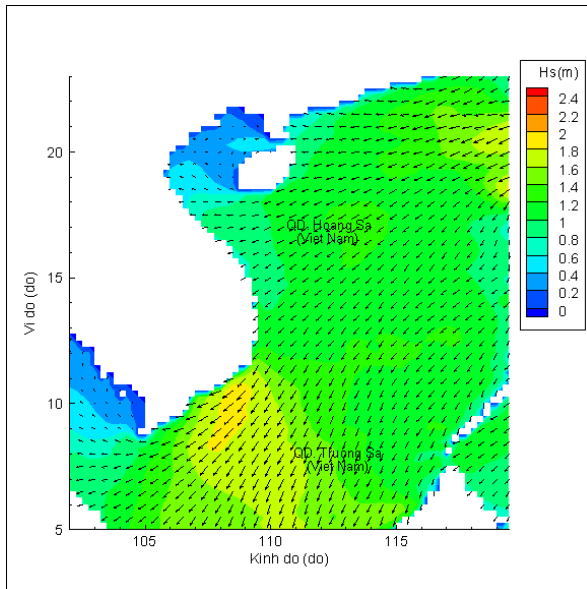 Hs(m)
2.4
2.2
2
1.8
1.6
1.4
1.2
1
0.8
0.6
0.4
0.2
0
20
15
10
5
Vi do (do)
QD. Hoang Sa
(Viet Nam)
QD. Truong Sa
(Viet Nam)
105
110
115
Kinh do (do)